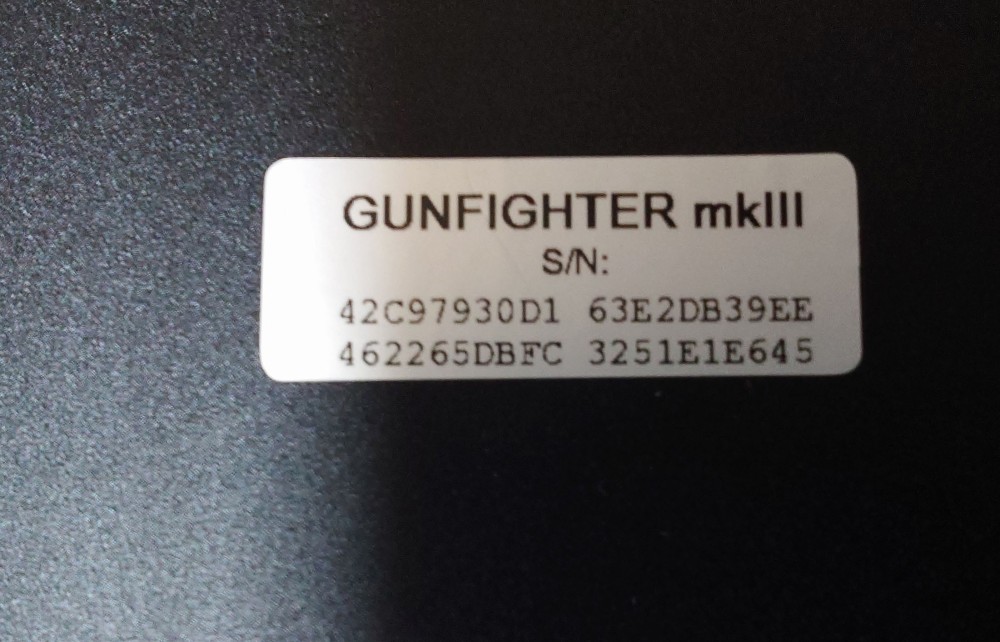 GUNFIGHTER mkIII
S/N:
42C97930D1 63E2DB39EE
462265DBFC 3251E1E645